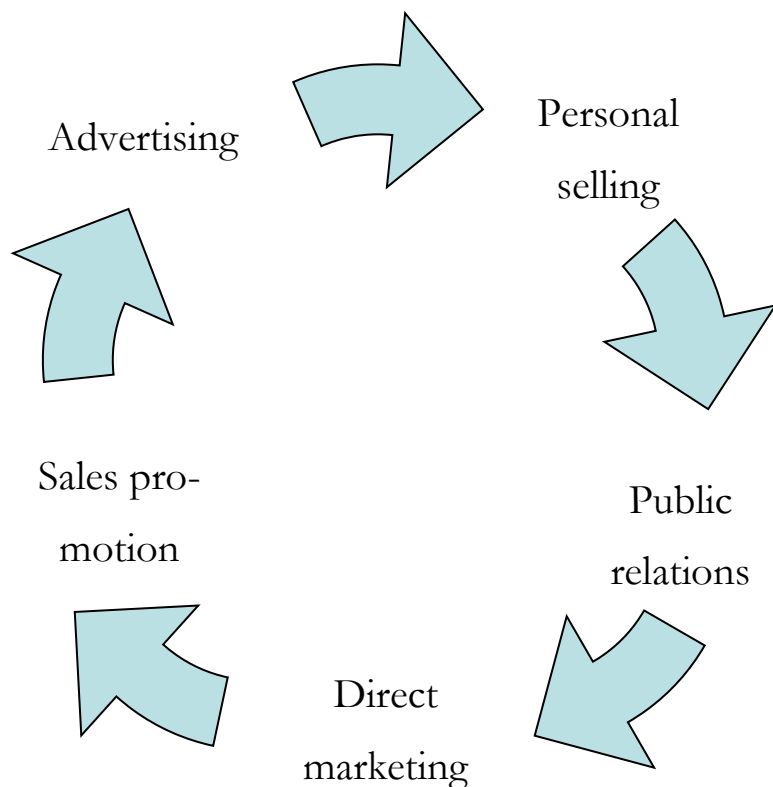 Advertising
Personal
selling
Public
relations
Direct
marketing
Sales pro-
motion